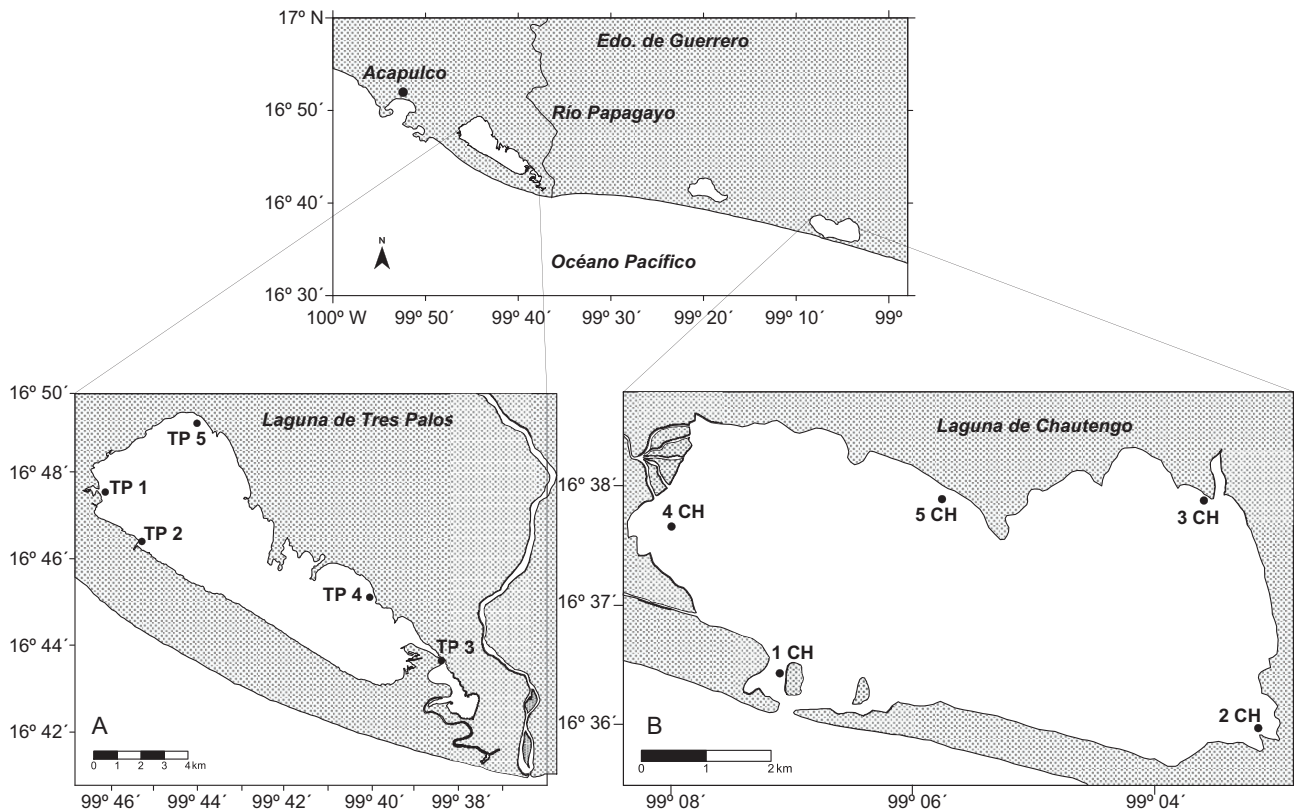 17º N
Edo. de Guerrero
Acapulco
16º 50´
Río Papagayo
16º 40´
N
Océano Pacífico
16º 30´
100º W 99º 50´ 99º 40´ 99º 30´ 99º 20´ 99º 10´ 99º
16º 50´
Laguna de Tres Palos
TP 5
16º 48´
TP 1
TP 2
16º 46´
TP 4
TP 3
16º 44´
A
16º 42´
0 1 2 3 4 km
99º 46´ 99º 44´ 99º 42´ 99º 40´ 99º 38´
Laguna de Chautengo
16º 38´
4 CH
5 CH
3 CH
16º 37´
1 CH
16º 36´
2 CH
B
0 1 2 km
99º 08´ 99º 06´ 99º 04´